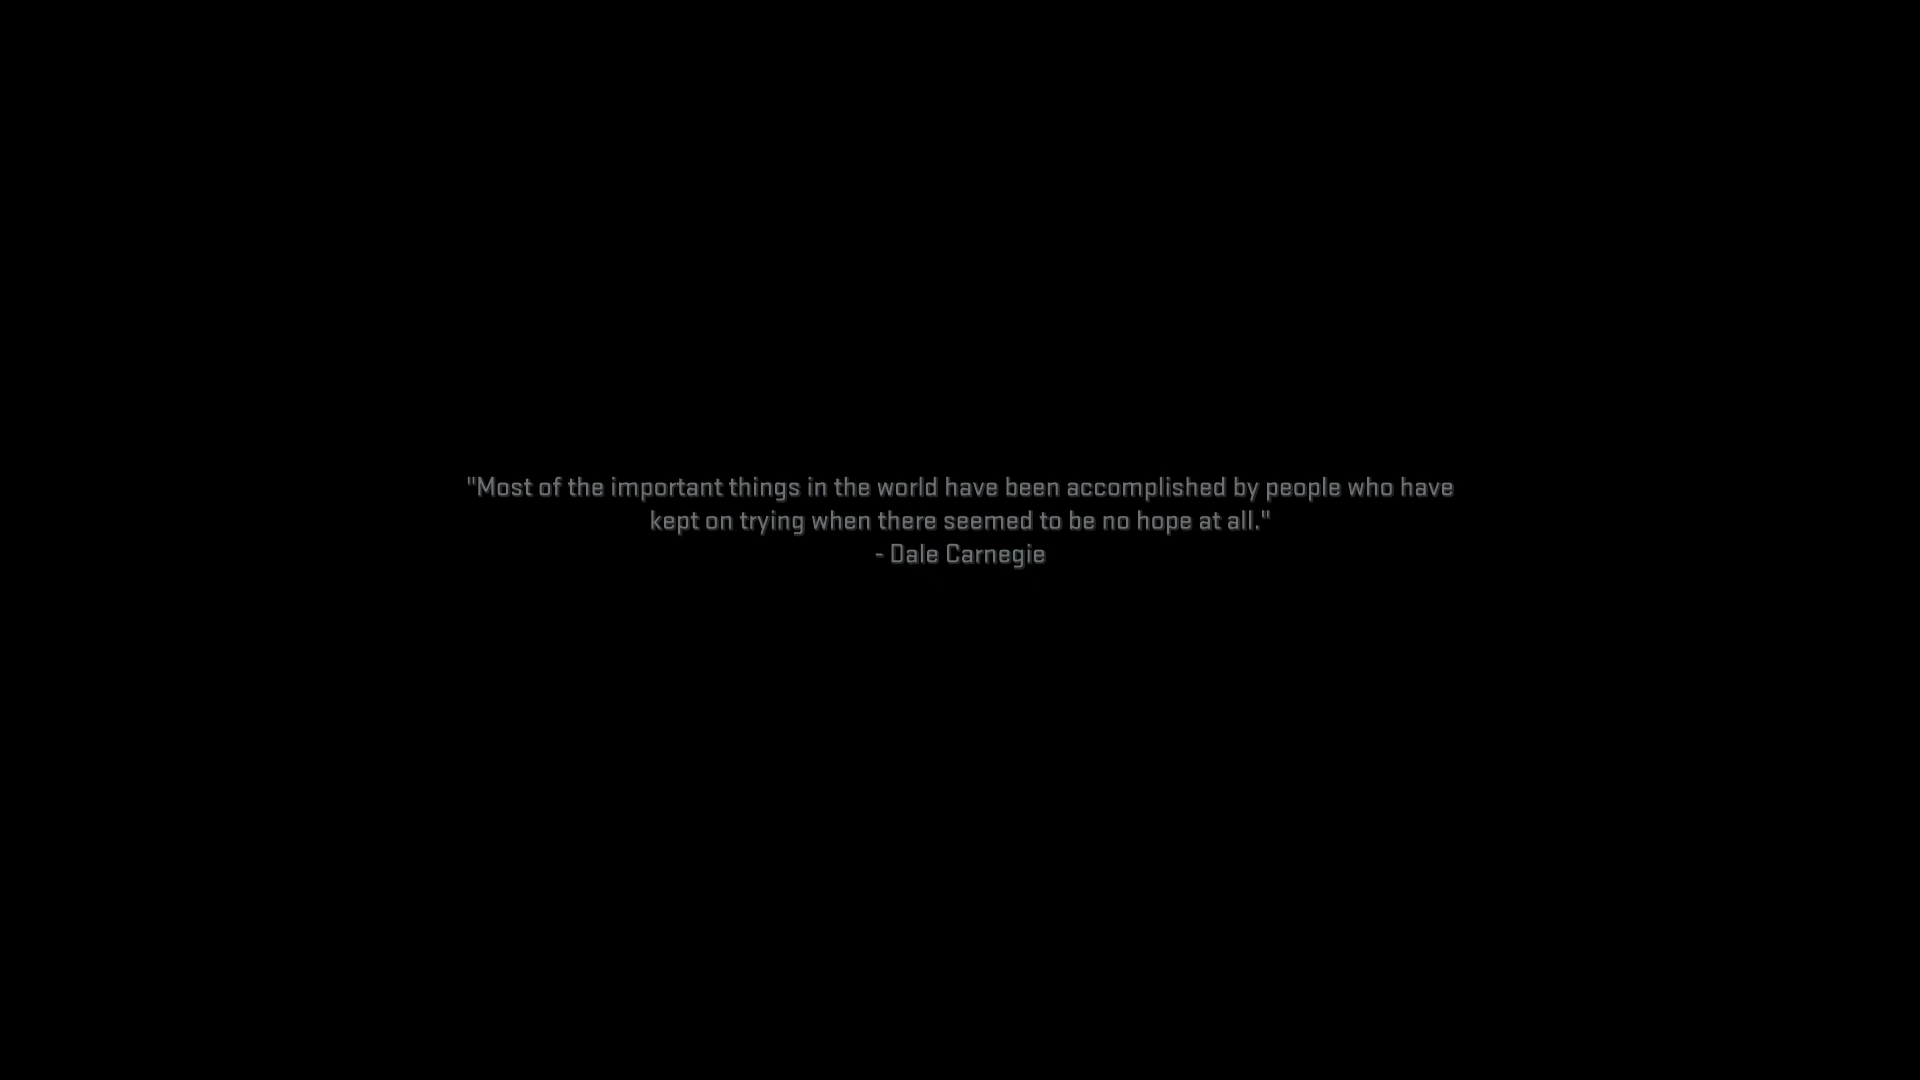 "Most of the important things in the world have been accomplished by people who have
kept on trying when there seemed to be no hope at all."
- Dale Carnegie